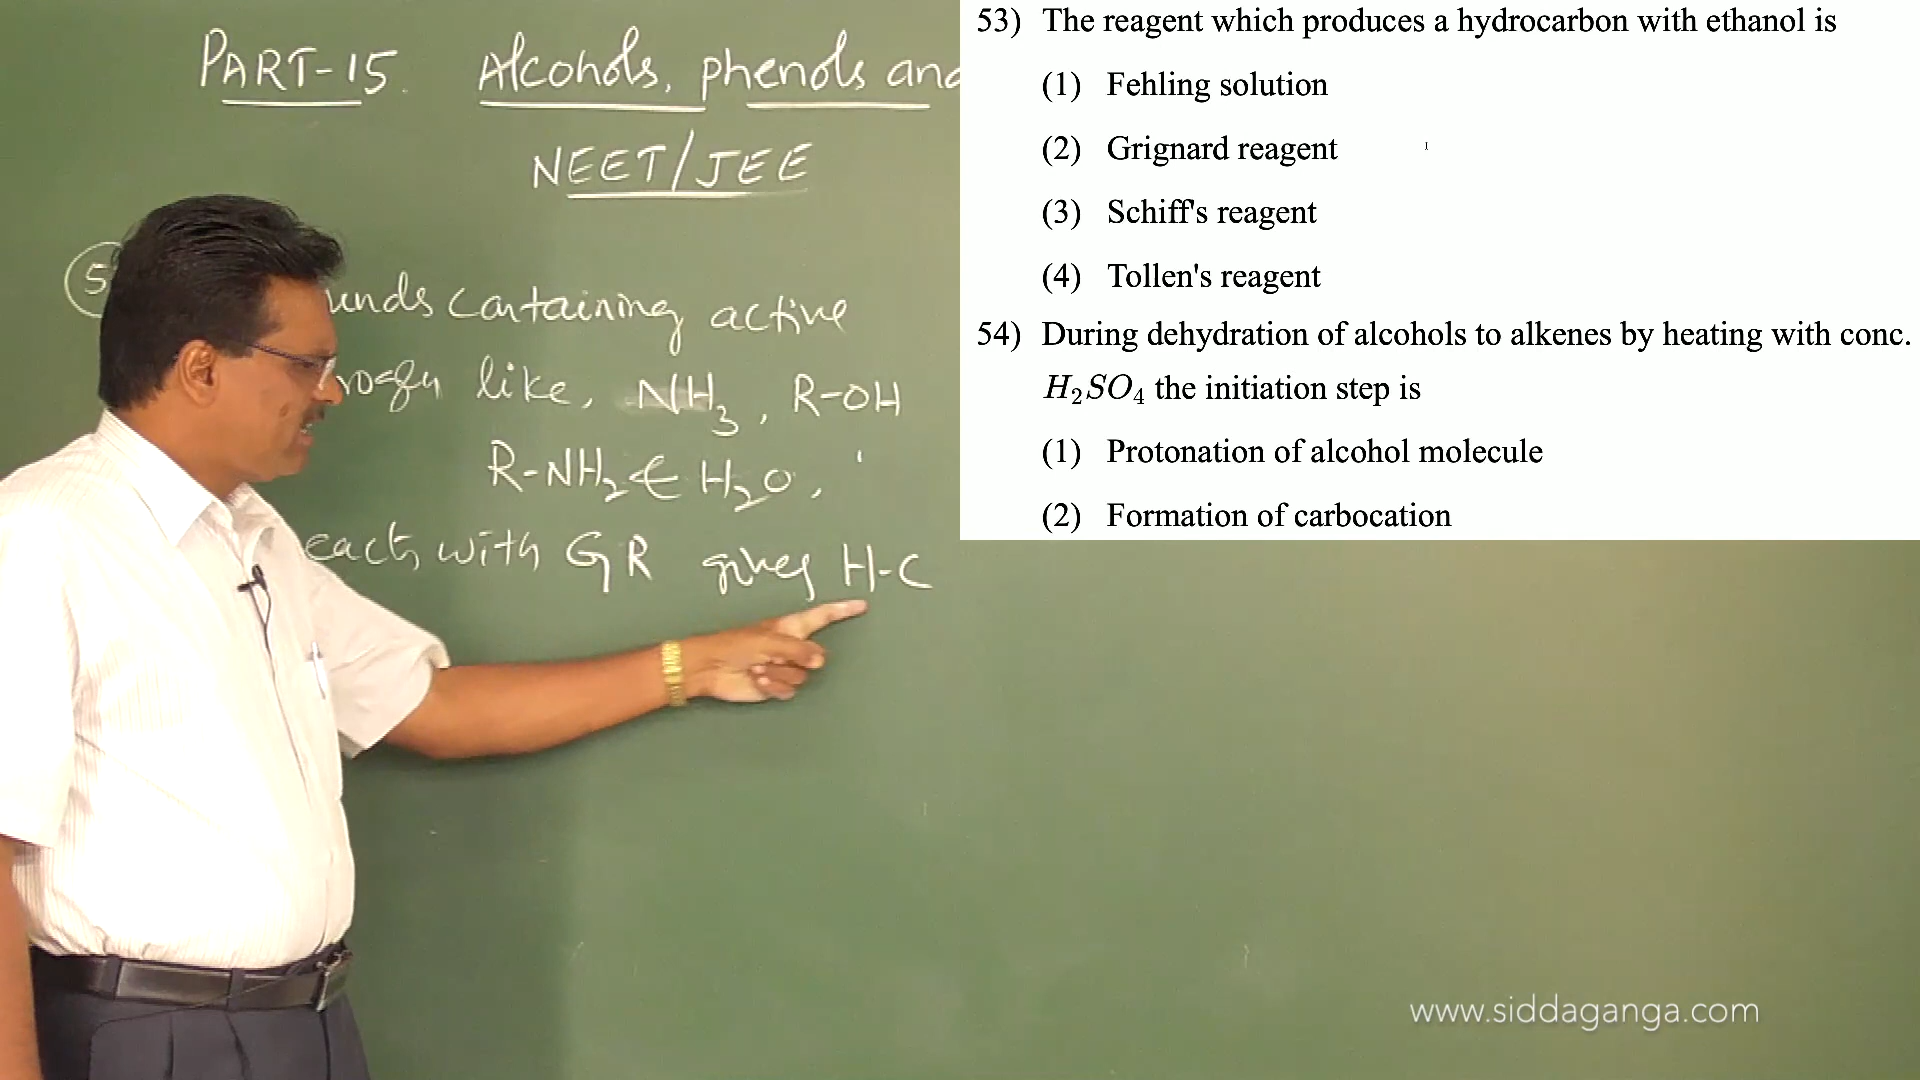 PART-15. Alcohols, phenols and
NEET/JEE
5
containing active
like, NH3, R-OH
R-NH2 & H2O,
with GR gives H-C
53) The reagent which produces a hydrocarbon with ethanol is
(1) Fehling solution
(2) Grignard reagent
(3) Schiff's reagent
(4) Tollen's reagent
54) During dehydration of alcohols to alkenes by heating with conc.
H₂SO₄ the initiation step is
(1) Protonation of alcohol molecule
(2) Formation of carbocation
www.siddaganga.com